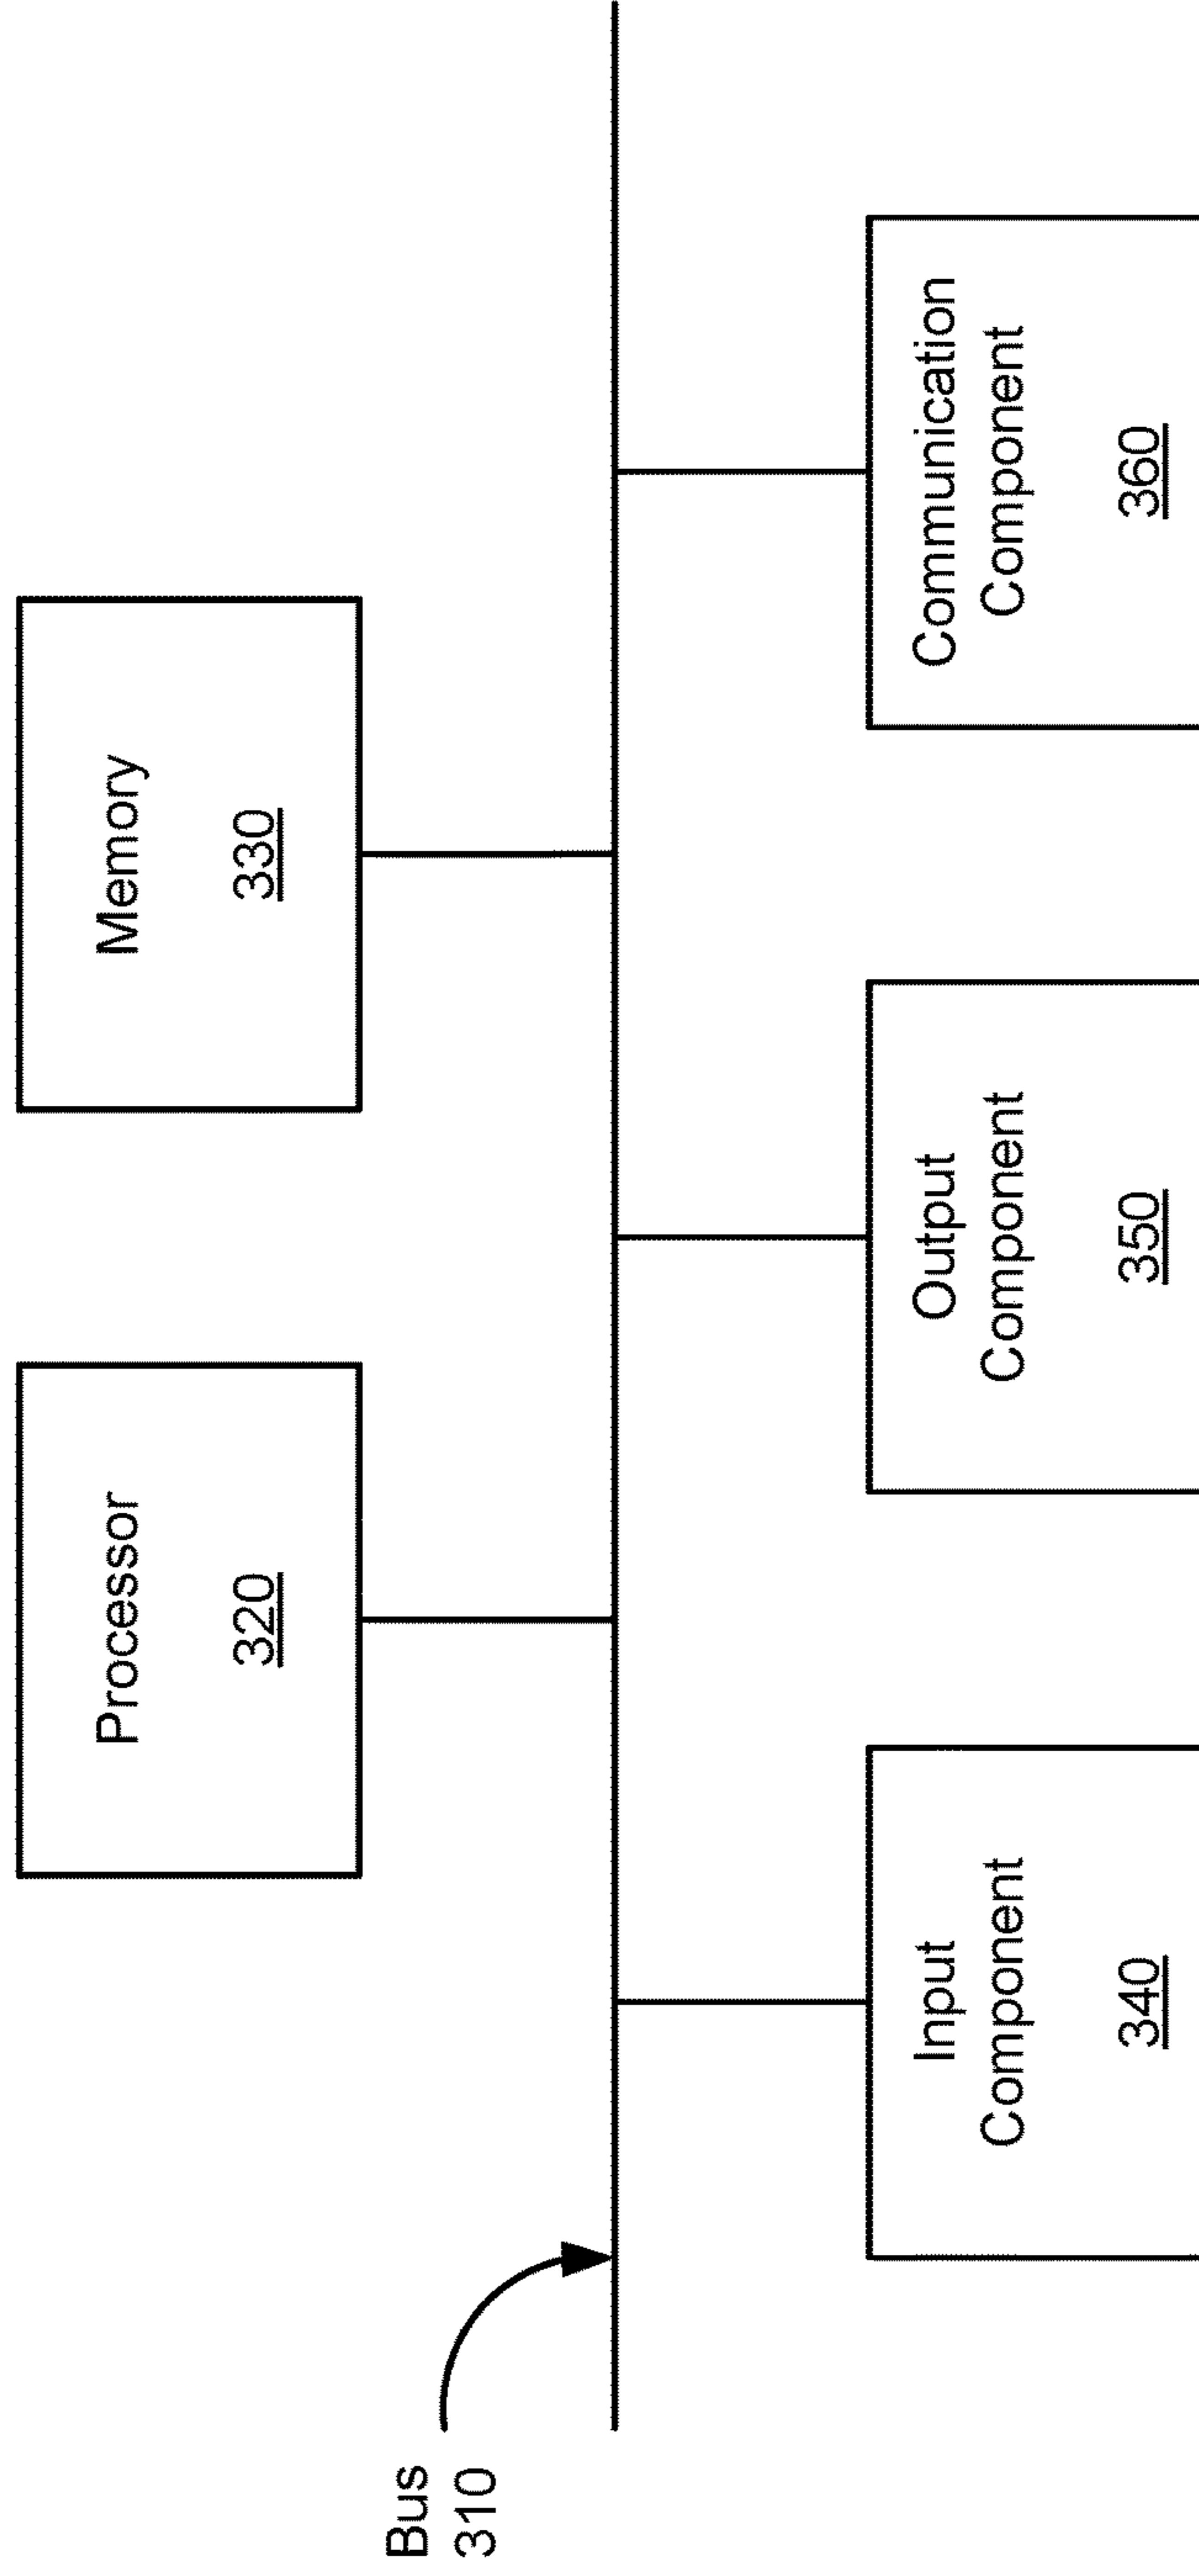 Processor
320
Memory
330
Bus
310
Input
Component
340
Output
Component
350
Communication
Component
360